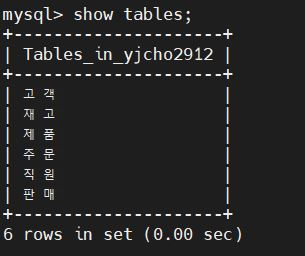 mysql> show tables;
+---------------------+
| Tables_in_yjcho2912 |
+---------------------+
| 고객 |
| 재고 |
| 제품 |
| 주문 |
| 직원 |
| 판매 |
+---------------------+
6 rows in set (0.00 sec)